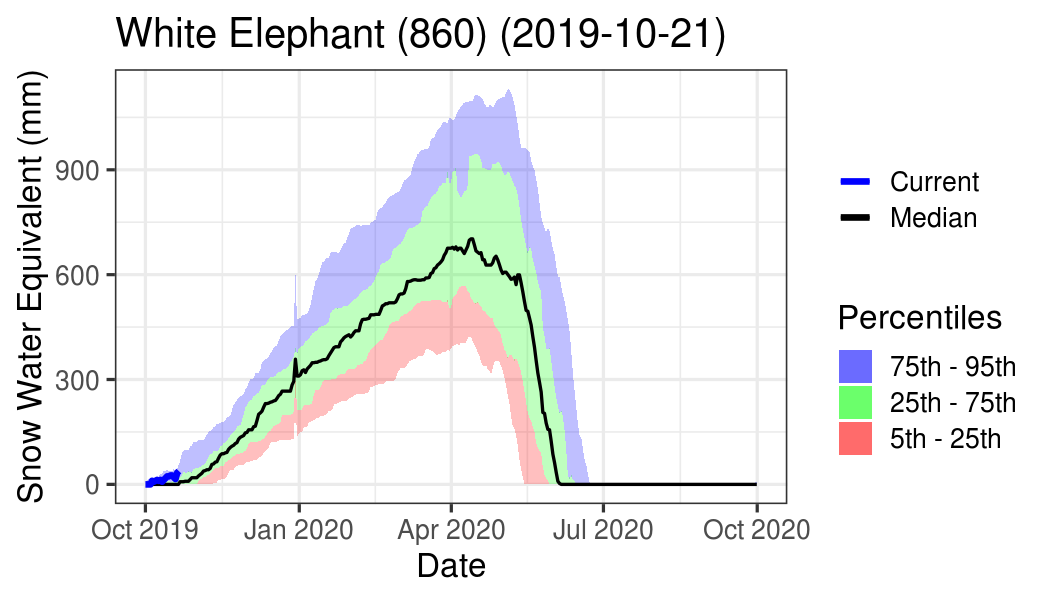 White Elephant (860) (2019-10-21)
Snow Water Equivalent (mm)
900
600
300
0
Oct 2019
Jan 2020
Apr 2020
Jul 2020
Oct 2020
Date
Current
Median
Percentiles
75th - 95th
25th - 75th
5th - 25th